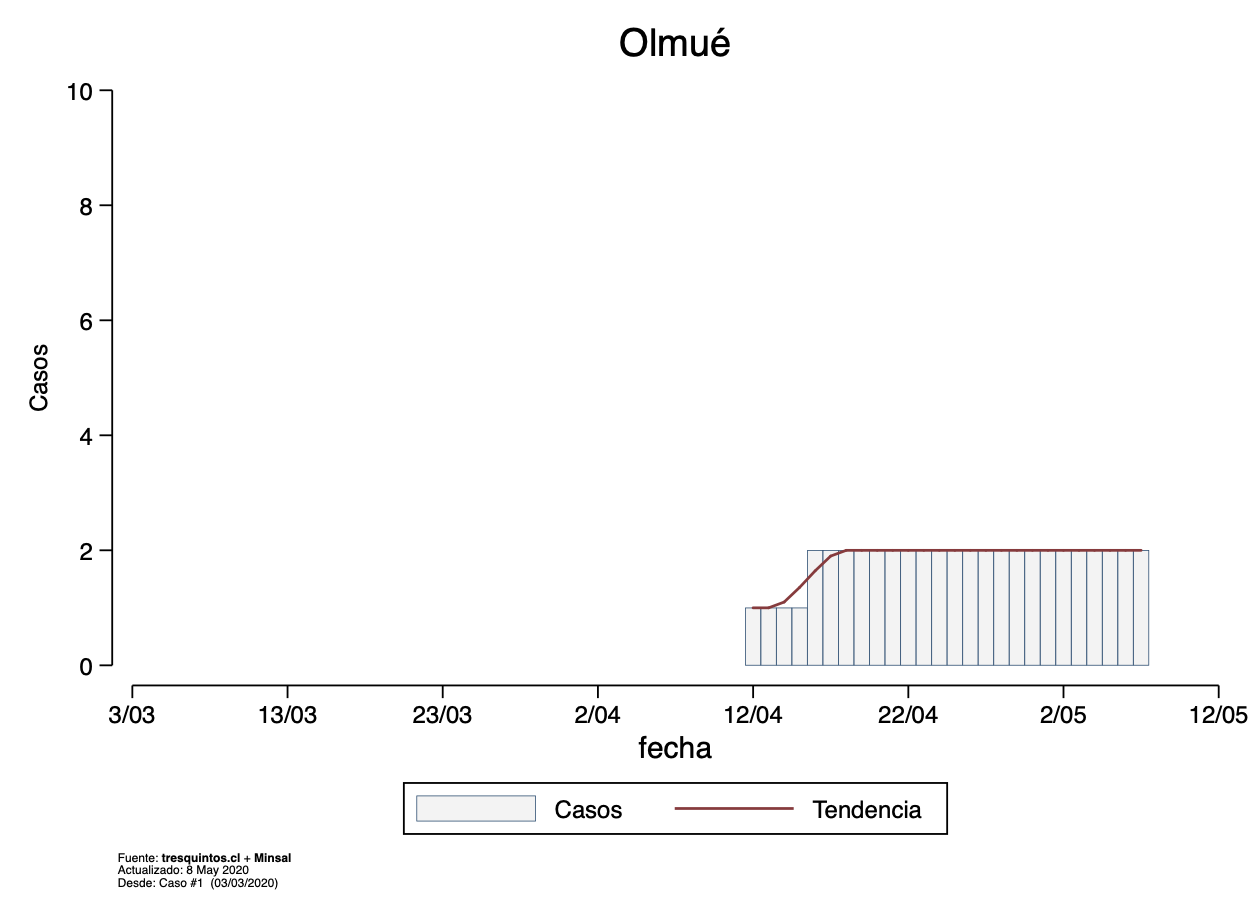 Olmué
10
8
6
4
2
0
Casos
3/03 13/03 23/03 2/04 12/04 22/04 2/05 12/05
fecha
Casos Tendencia
Fuente: tresquintos.cl + Minsal
Actualizado: 8 May 2020
Desde: Caso #1 (03/03/2020)